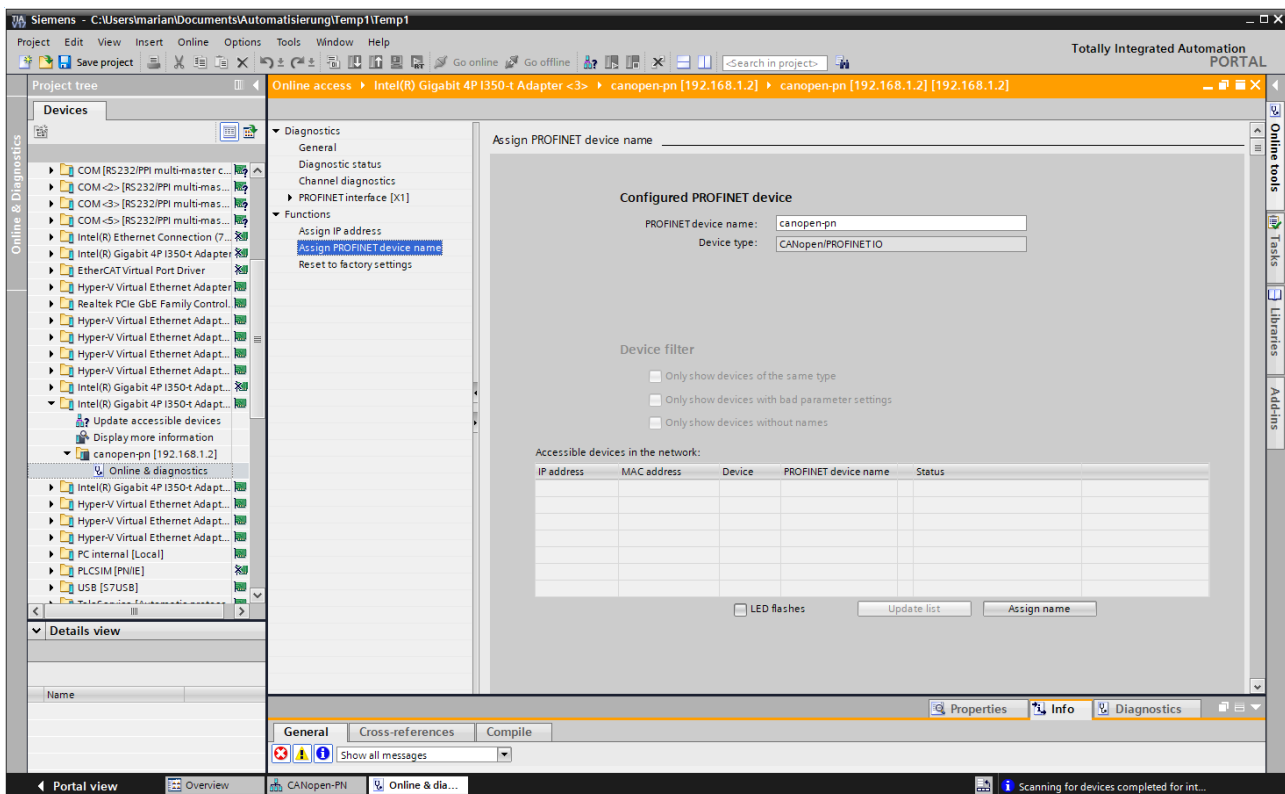 Siemens - C:\Users\marian\Documents\Automatisierung\Temp1\Temp1
Project Edit View Insert Online Options Tools Window Help
Totally Integrated Automation
PORTAL
Save project Go online Go offline <Search in project>
Project tree
Online access Intel(R) Gigabit 4P I350-t Adapter <3> canopen-pn [192.168.1.2] canopen-pn [192.168.1.2] [192.168.1.2]
Devices
Online & Diagnostics
COM [RS232/PPI multi-master c...
COM <2> [RS232/PPI multi-mas...
COM <3> [RS232/PPI multi-mas...
COM <5> [RS232/PPI multi-mas...
Intel(R) Ethernet Connection (7...
Intel(R) Gigabit 4P I350-t Adapter
EtherCAT Virtual Port Driver
Hyper-V Virtual Ethernet Adapter
Realtek PCIe GbE Family Control...
Hyper-V Virtual Ethernet Adapt...
Hyper-V Virtual Ethernet Adapt...
Hyper-V Virtual Ethernet Adapt...
Hyper-V Virtual Ethernet Adapt...
Intel(R) Gigabit 4P I350-t Adapt...
Intel(R) Gigabit 4P I350-t Adapt...
Update accessible devices
Display more information
canopen-pn [192.168.1.2]
Online & diagnostics
Intel(R) Gigabit 4P I350-t Adapt...
Hyper-V Virtual Ethernet Adapt...
Hyper-V Virtual Ethernet Adapt...
Hyper-V Virtual Ethernet Adapt...
PC internal [Local]
PLCSIM [PN/IE]
USB [S7USB]
Details view
Name
Diagnostics
General
Diagnostic status
Channel diagnostics
PROFINET interface [X1]
Functions
Assign IP address
Assign PROFINET device name
Reset to factory settings
Assign PROFINET device name
Configured PROFINET device
PROFINET device name: canopen-pn
Device type: CANopen/PROFINET IO
Device filter
Only show devices of the same type
Only show devices with bad parameter settings
Only show devices without names
Accessible devices in the network:
IP address MAC address Device PROFINET device name Status
LED flashes Update list Assign name
Online tools
Tasks
Libraries
Add-ins
Properties Info Diagnostics
General Cross-references Compile
Show all messages
Portal view Overview CANopen-PN Online & dia... Scanning for devices completed for int...